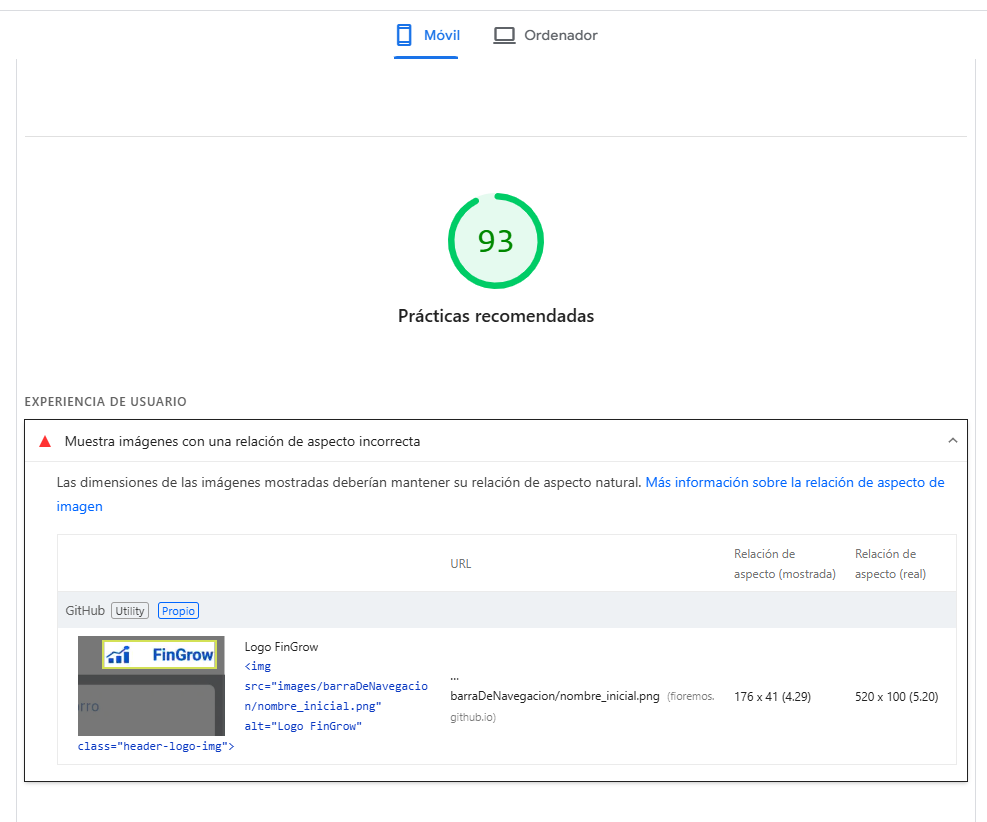 Móvil
Ordenador
93
Prácticas recomendadas
EXPERIENCIA DE USUARIO
Muestra imágenes con una relación de aspecto incorrecta
Las dimensiones de las imágenes mostradas deberían mantener su relación de aspecto natural. Más información sobre la relación de aspecto de
imagen
URL
Relación de
aspecto (mostrada)
Relación de
aspecto (real)
GitHub Utility Propio
FinGrow
Logo FinGrow
<img
src="images/barraDeNavegacio
n/nombre_inicial.png"
alt="Logo FinGrow"
class="header-logo-img">
...
barraDeNavegacion/nombre_inicial.png (fioremos.
github.io)
176 x 41 (4.29)
520 x 100 (5.20)